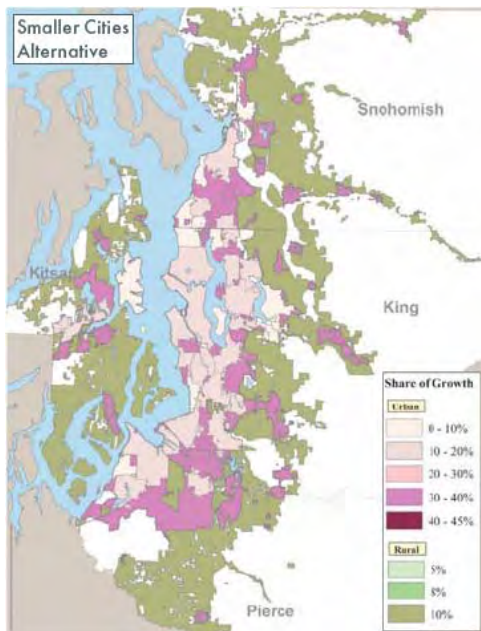 Smaller Cities
Alternative
Snohomish
Kitsap
King
Share of Growth
Urban
0 - 10%
10 - 20%
20 - 30%
30 - 40%
40 - 45%
Rural
5%
8%
10%
Pierce